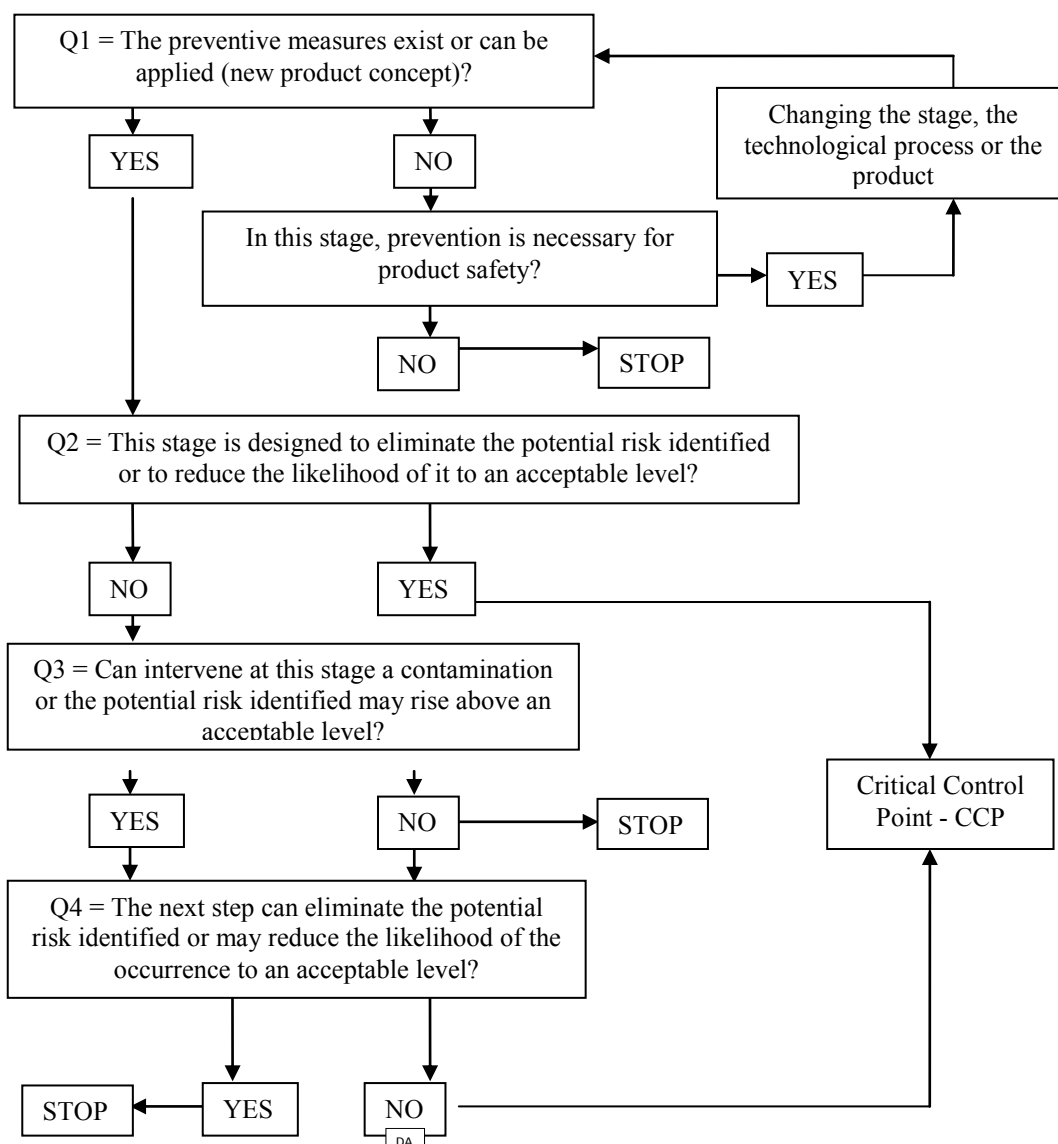 Q1 = The preventive measures exist or can be
applied (new product concept)?
Changing the stage, the
technological process or the
product
YES
NO
In this stage, prevention is necessary for
product safety?
YES
NO
STOP
Q2 = This stage is designed to eliminate the potential risk identified
or to reduce the likelihood of it to an acceptable level?
NO
YES
Q3 = Can intervene at this stage a contamination
or the potential risk identified may rise above an
acceptable level?
YES
NO
STOP
Critical Control
Point - CCP
Q4 = The next step can eliminate the potential
risk identified or may reduce the likelihood of the
occurrence to an acceptable level?
STOP
YES
NO
DA